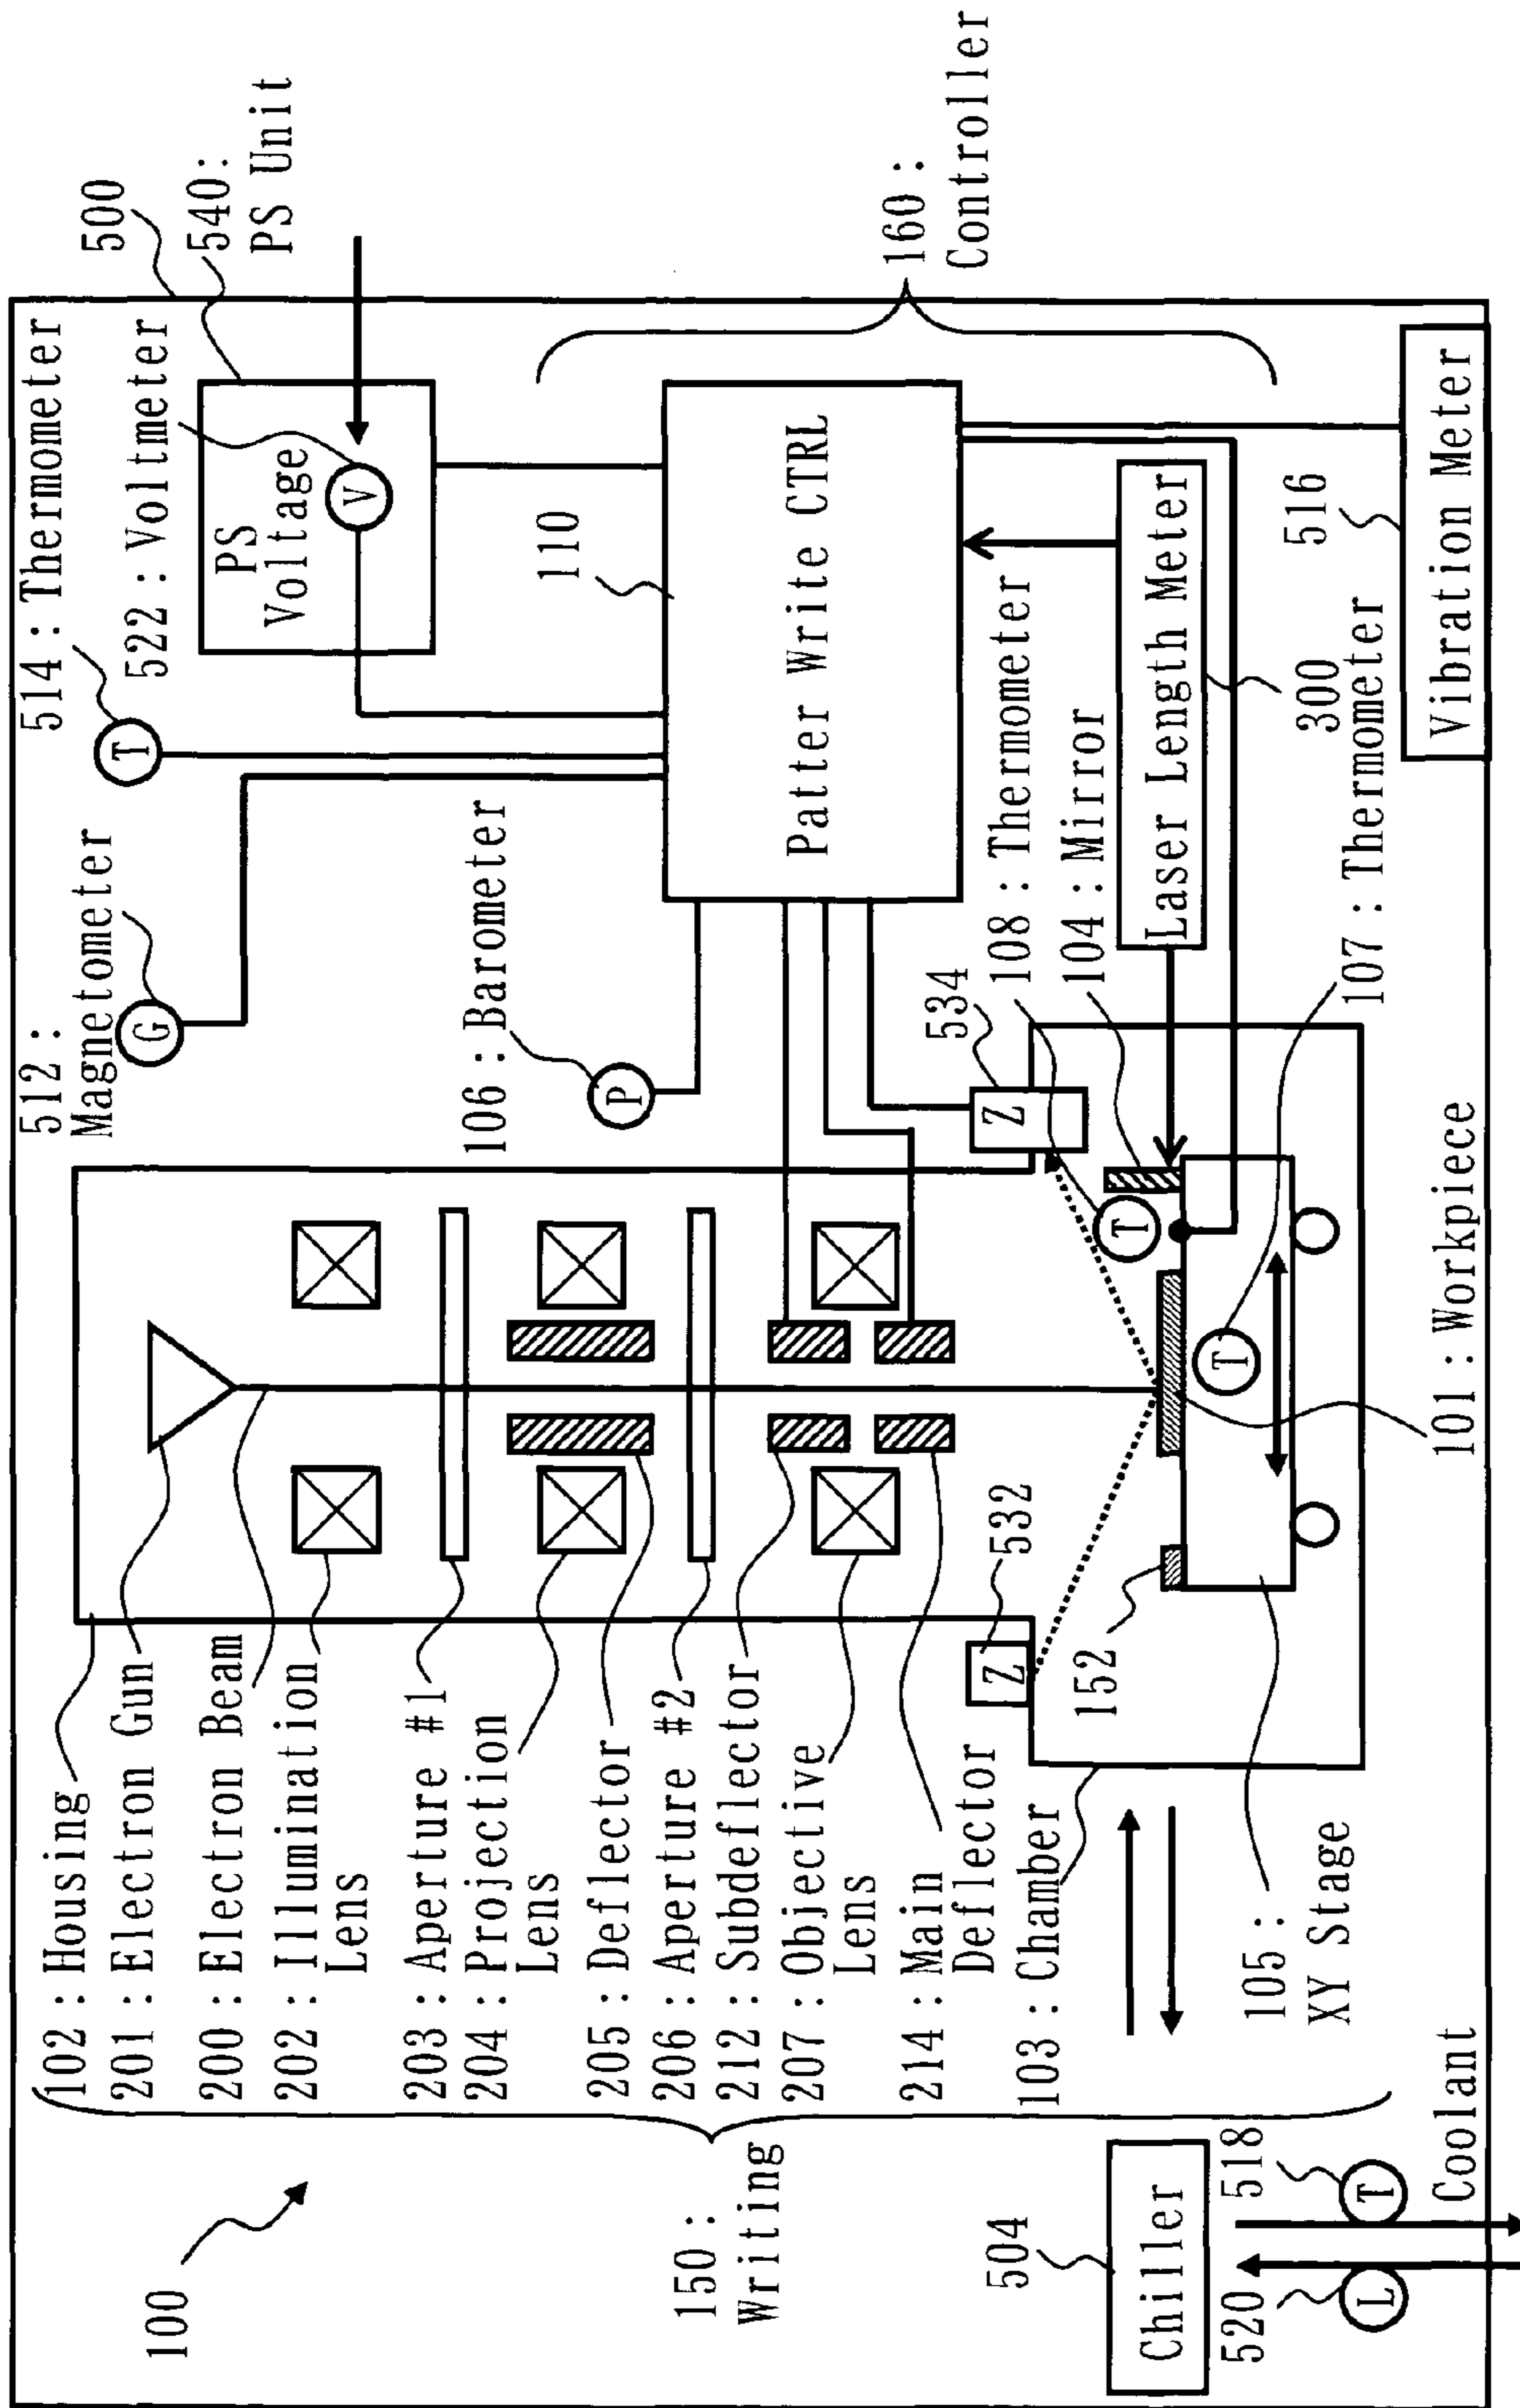 100
150 :
Writing
102 : Housing
201 : Electron Gun
200 : Electron Beam
202 : Illumination
Lens
203 : Aperture #1
204 : Projection
Lens
205 : Deflector
206 : Aperture #2
212 : Subdeflector
207 : Objective
Lens
214 : Main
Deflector
103 : Chamber
105 :
XY Stage
152
532
Z
Z
534
101 : Workpiece
T
T
108 : Thermometer
104 : Mirror
107 : Thermometer
512 :
Magnetometer
G
106 : Barometer
P
514 : Thermometer
T
522 : Voltmeter
PS
Voltage
V
500
540 :
PS Unit
110
Patter Write CTRL
160 :
Controller
Laser Length Meter
300
516
Vibration Meter
504
Chiller
520
L
518
T
Coolant